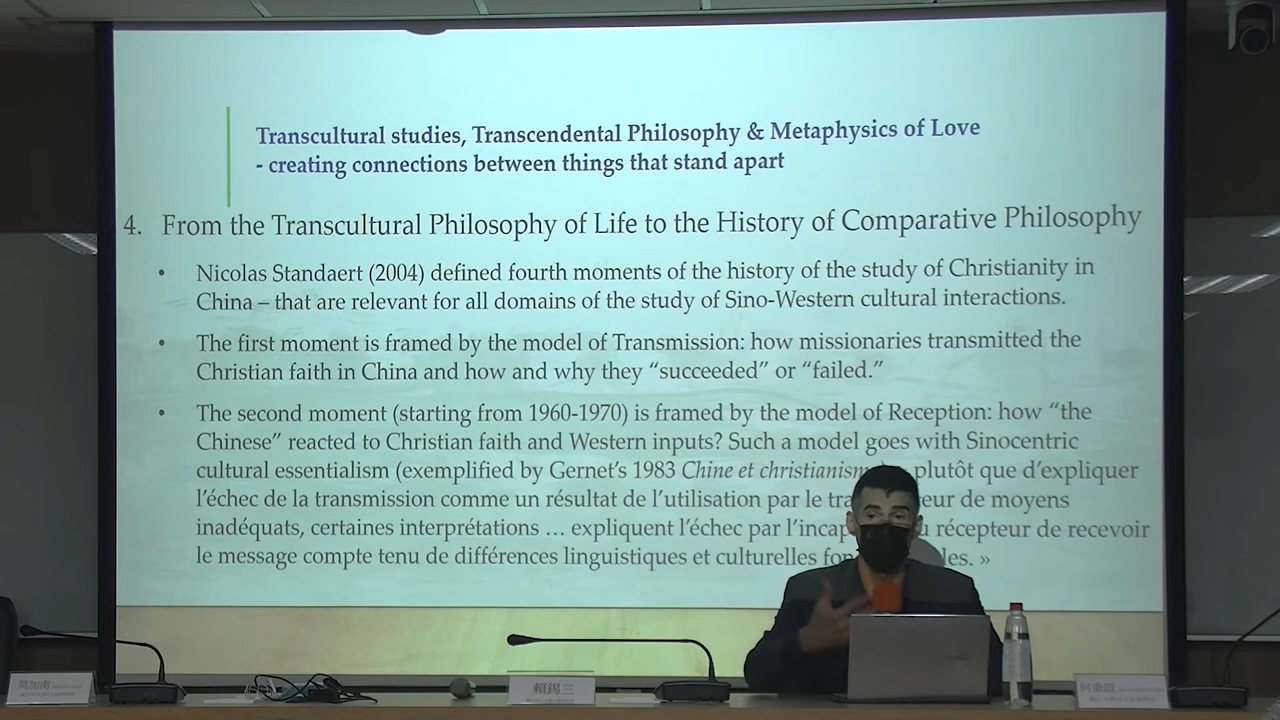 Transcultural studies, Transcendental Philosophy & Metaphysics of Love
- creating connections between things that stand apart
4. From the Transcultural Philosophy of Life to the History of Comparative Philosophy
• Nicolas Standaert (2004) defined fourth moments of the history of the study of Christianity in
China – that are relevant for all domains of the study of Sino-Western cultural interactions.
• The first moment is framed by the model of Transmission: how missionaries transmitted the
Christian faith in China and how and why they “succeeded” or “failed.”
• The second moment (starting from 1960-1970) is framed by the model of Reception: how “the
Chinese” reacted to Christian faith and Western inputs? Such a model goes with Sinocentric
cultural essentialism (exemplified by Gernet’s 1983 Chine et plutôt que d’expliquer
l’échec de la transmission comme un résultat de l’utilisation par le de moyens
inadéquats, certaines interprétations … expliquent l’échec par récepteur de recevoir
le message compte tenu de différences linguistiques et culturelles »
莫加南
賴錫三